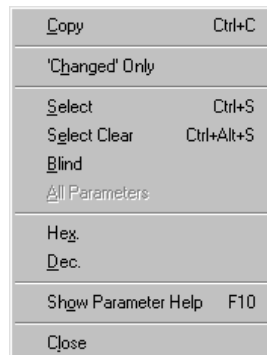 Copy Ctrl+C
'Changed' Only
Select Ctrl+S
Select Clear Ctrl+Alt+S
Blind
All Parameters
Hex.
Dec.
Show Parameter Help F10
Close